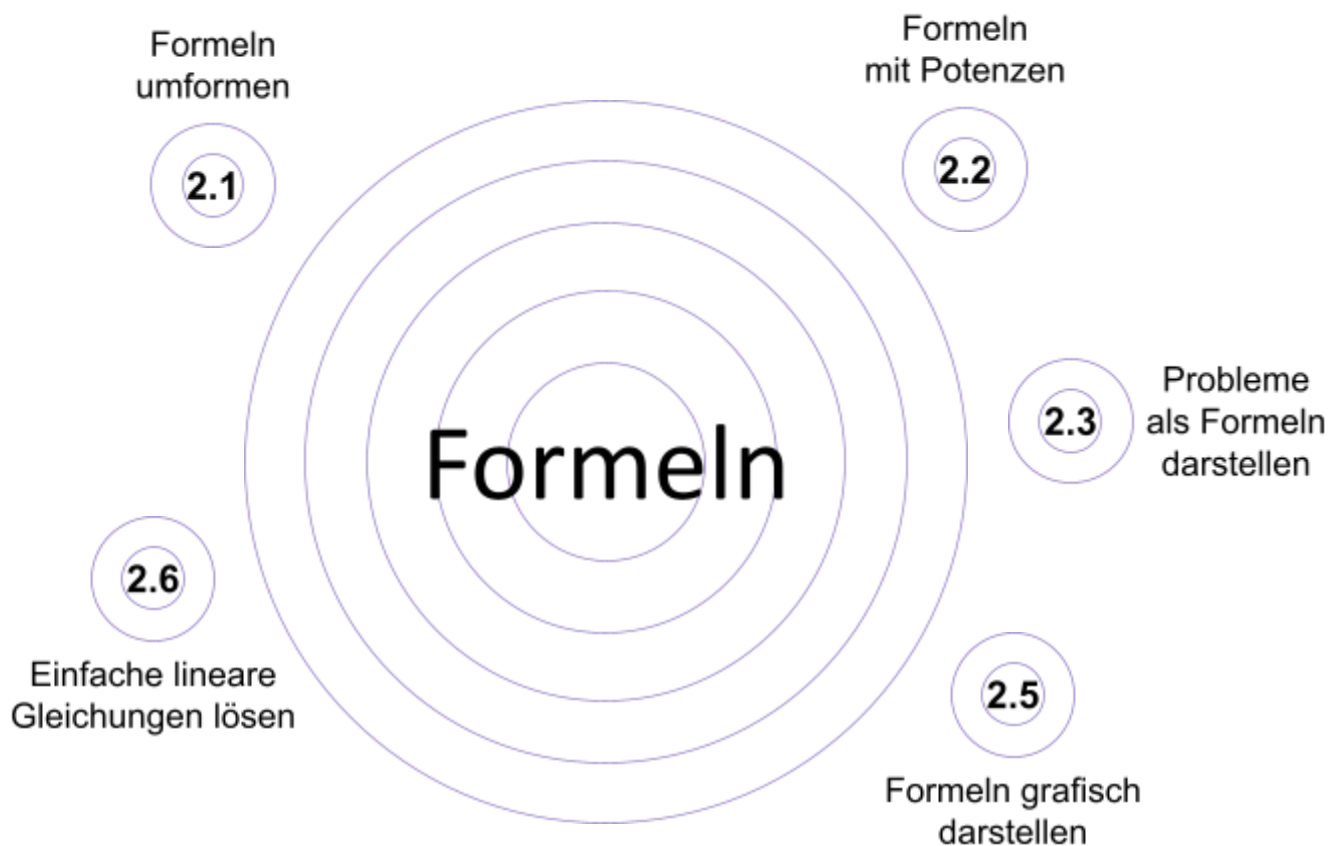 Formeln
umformen
2.1
Formeln
mit Potenzen
2.2
Probleme
als Formeln
darstellen
2.3
Formeln
2.6
Einfache lineare
Gleichungen lösen
2.5
Formeln grafisch
darstellen